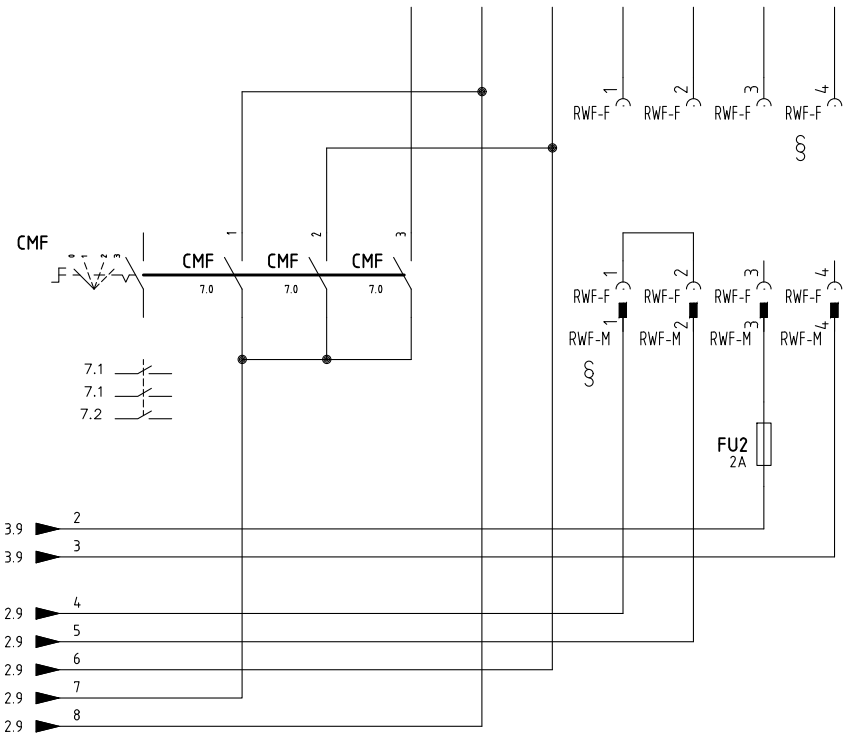 1 2 3 4
RWF-F RWF-F RWF-F RWF-F
§
CMF
0 1 2 3
1 2 3
CMF CMF CMF
7.0 7.0 7.0
1 2 3 4
RWF-F RWF-F RWF-F RWF-F
1 2 3 4
RWF-M RWF-M RWF-M RWF-M
§
7.1
7.1
7.2
FU2
2A
3.9 2
3.9 3
2.9 4
2.9 5
2.9 6
2.9 7
2.9 8